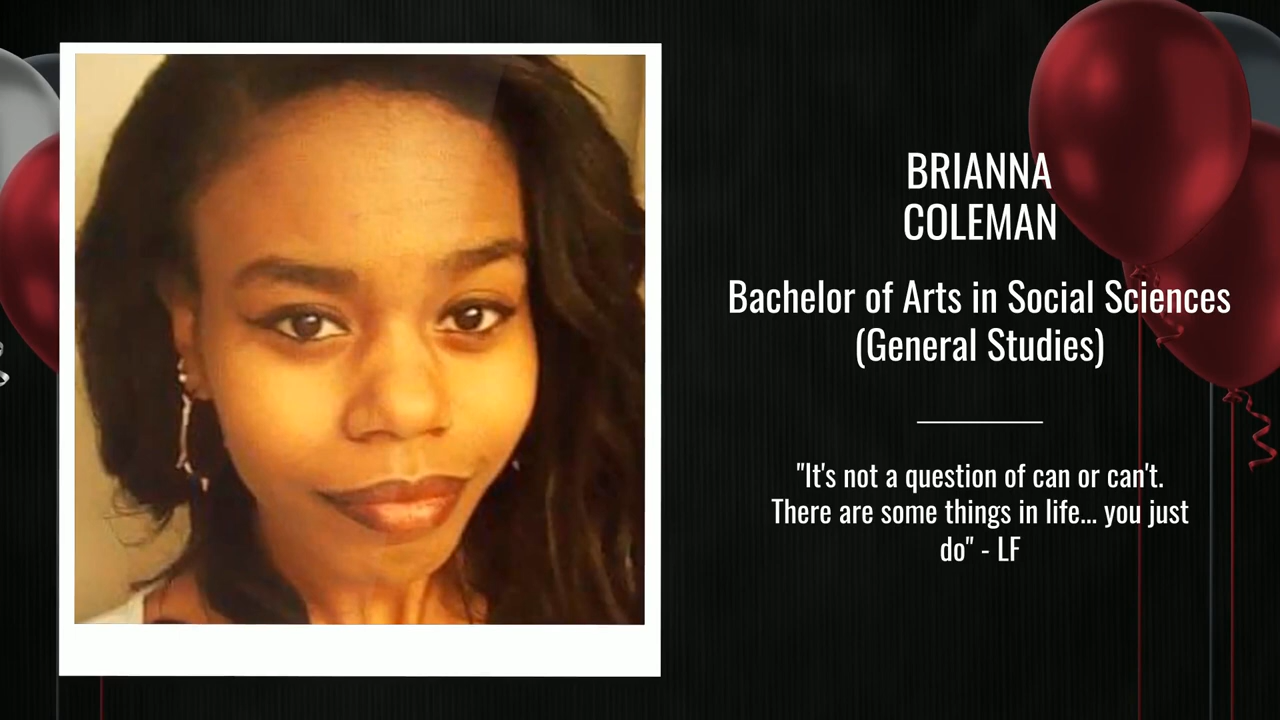 BRIANNA
COLEMAN
Bachelor of Arts in Social Sciences
(General Studies)
"It's not a question of can or can't.
There are some things in life... you just
do" - LF